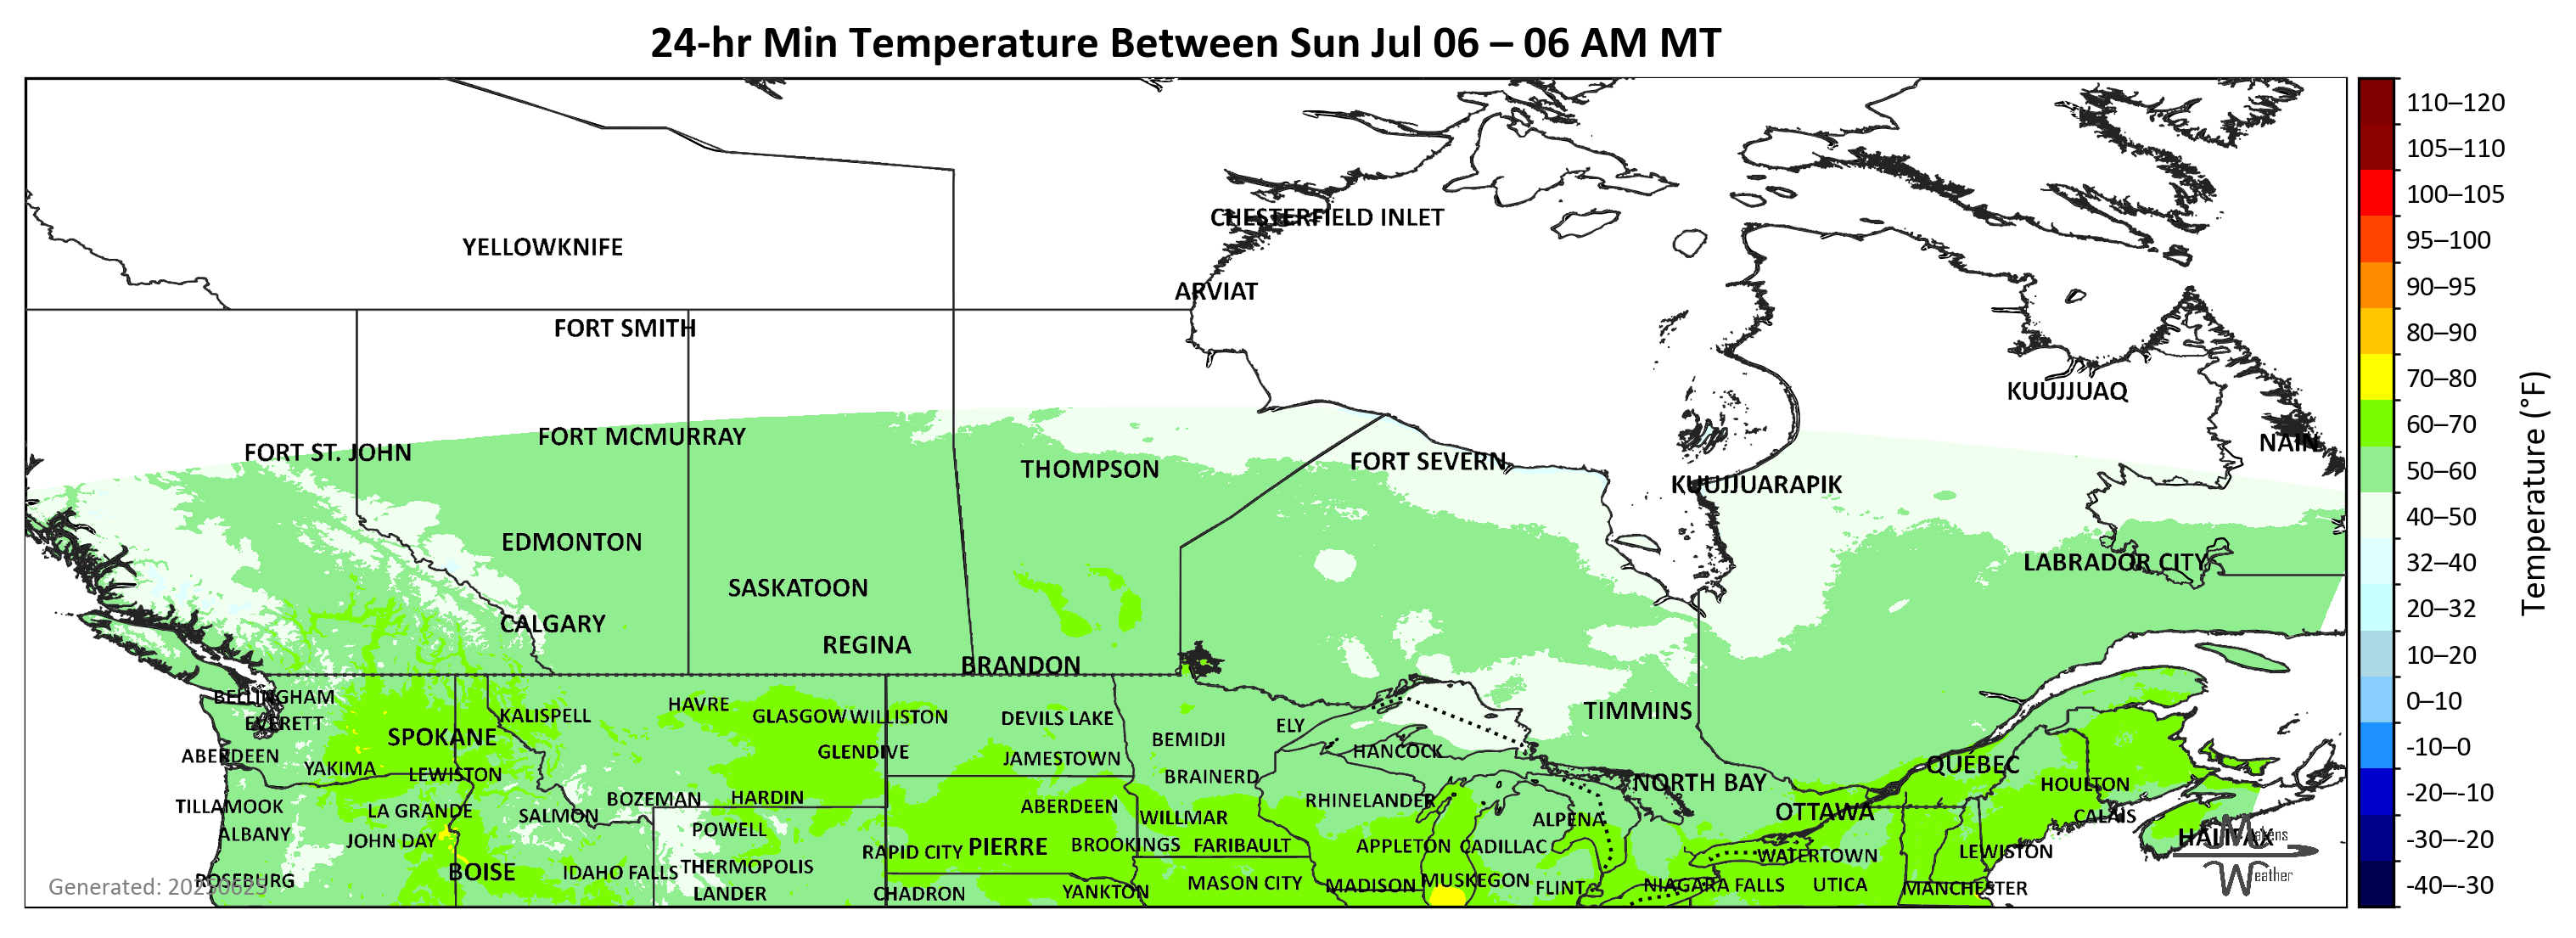 24-hr Min Temperature Between Sun Jul 06 – 06 AM MT
110–120
105–110
100–105
95–100
90–95
80–90
70–80
60–70
50–60
40–50
32–40
20–32
10–20
0–10
-10–0
-20–-10
-30–-20
-40–-30
Temperature (°F)
CHESTERFIELD INLET
YELLOWKNIFE
ARVIAT
FORT SMITH
KUUJJUAQ
FORT MCMURRAY
NAIN
FORT ST. JOHN
FORT SEVERN
THOMPSON
KUUJJUARAPIK
EDMONTON
LABRADOR CITY
SASKATOON
CALGARY
REGINA
BRANDON
BELLINGHAM
HAVRE
TIMMINS
KALISPELL
GLASGOW
WILLISTON
DEVILS LAKE
EVERETT
ELY
SPOKANE
BEMIDJI
HANCOCK
GLENDIVE
ABERDEEN
JAMESTOWN
QUÉBEC
YAKIMA
LEWISTON
BRAINERD
NORTH BAY
HOULTON
BOZEMAN
HARDIN
RHINELANDER
TILLAMOOK
LA GRANDE
ABERDEEN
SALMON
OTTAWA
CALAIS
WILLMAR
ALPENA
POWELL
ALBANY
HALIFAX
Makens
Weather
JOHN DAY
BROOKINGS
FARIBAULT
APPLETON
CADILLAC
PIERRE
RAPID CITY
LEWISTON
WATERTOWN
THERMOPOLIS
BOISE
IDAHO FALLS
ROSEBURG
MASON CITY
MADISON
MUSKEGON
FLINT
NIAGARA FALLS
UTICA
MANCHESTER
LANDER
CHADRON
YANKTON
Generated: 20250625